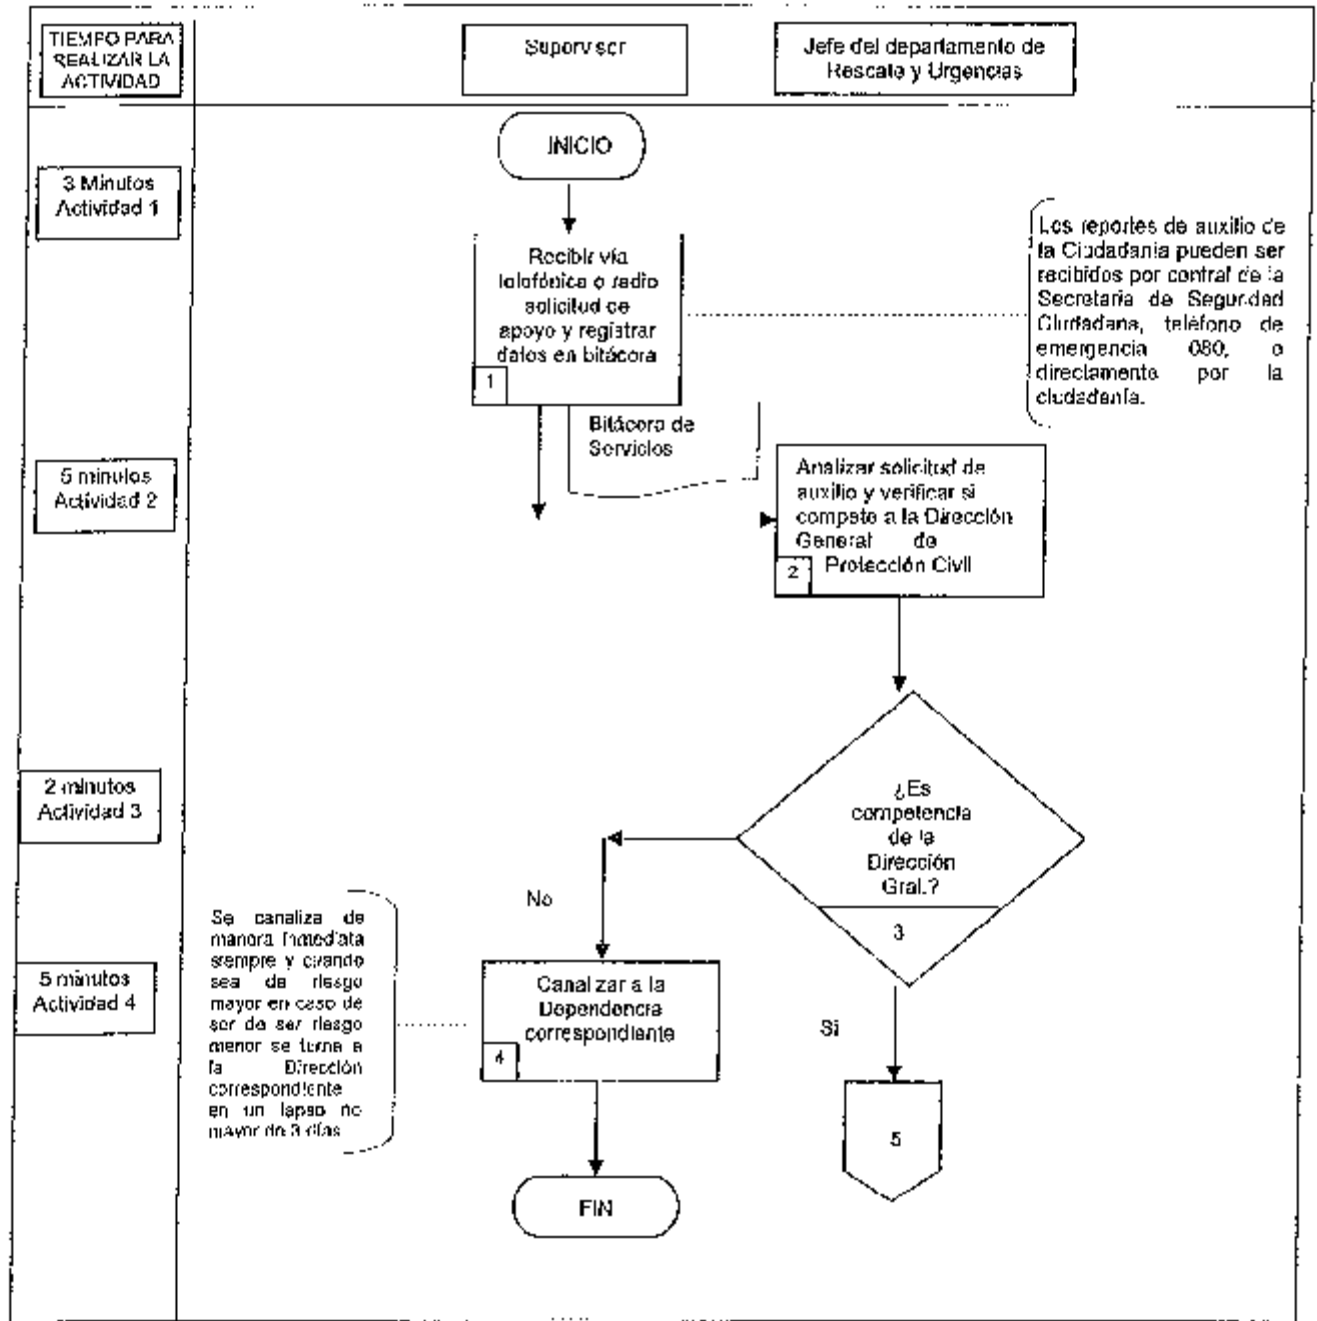 TIEMPO PARA
REALIZAR LA
ACTIVIDAD
Supervisor
Jefe del departamento de
Rescate y Urgencias
INICIO
3 Minutos
Actividad 1
Recibir vía
telefónica o radio
solicitud de
apoyo y registrar
datos en bitácora
1
Los reportes de auxilio de
la Ciudadanía pueden ser
recibidos por central de la
Secretaría de Seguridad
Ciudadana, teléfono de
emergencia 080, o
directamente por la
ciudadanía.
Bitácora de
Servicios
5 minutos
Actividad 2
Analizar solicitud de
auxilio y verificar si
compete a la Dirección
General de
Protección Civil
2
2 minutos
Actividad 3
¿Es
competencia
de la
Dirección
Gral.?
3
No
Se canaliza de
manera inmediata
siempre y cuando
sea de riesgo
mayor en caso de
ser de ser riesgo
menor se turna a
la Dirección
correspondiente
en un lapso no
mayor de 3 días
5 minutos
Actividad 4
Canalizar a la
Dependencia
correspondiente
4
Si
5
FIN